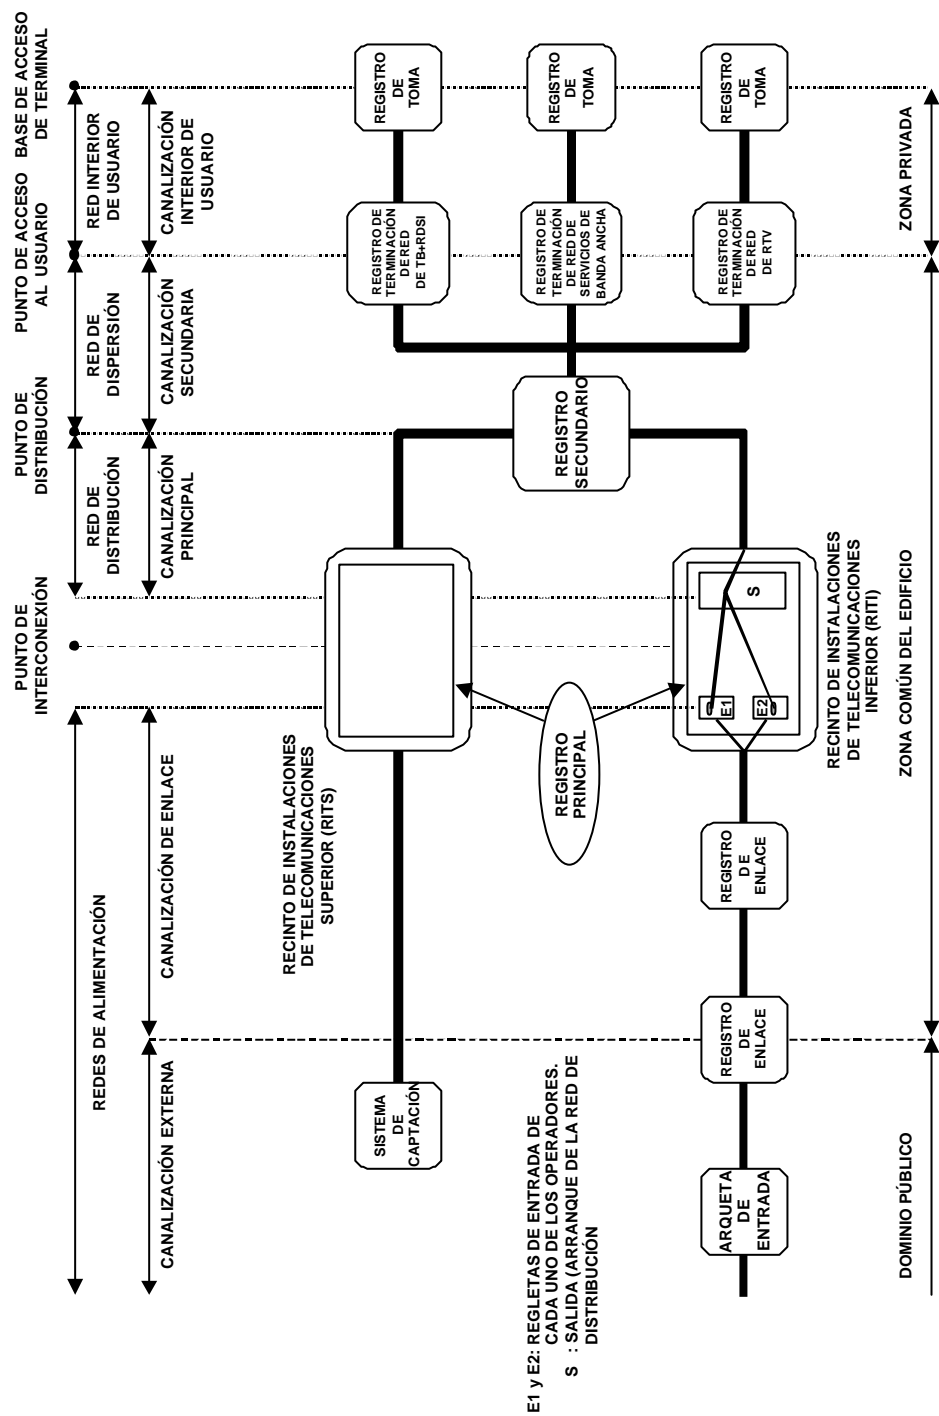 PUNTO DE
INTERCONEXIÓN
PUNTO DE
DISTRIBUCIÓN
PUNTO DE ACCESO
AL USUARIO
BASE DE ACCESO
DE TERMINAL
REDES DE ALIMENTACIÓN
RED DE
DISTRIBUCIÓN
RED DE
DISPERSIÓN
RED INTERIOR
DE USUARIO
CANALIZACIÓN EXTERNA
CANALIZACIÓN DE ENLACE
CANALIZACIÓN
PRINCIPAL
CANALIZACIÓN
SECUNDARIA
CANALIZACIÓN
INTERIOR DE
USUARIO
RECINTO DE INSTALACIONES
DE TELECOMUNICACIONES
SUPERIOR (RITS)
SISTEMA
DE
CAPTACIÓN
REGISTRO DE
TERMINACIÓN
DE RED
DE TB+RDSI
REGISTRO
DE
TOMA
REGISTRO
PRINCIPAL
REGISTRO
SECUNDARIO
REGISTRO DE
TERMINACIÓN
DE RED DE
SERVICIOS DE
BANDA ANCHA
REGISTRO
DE
TOMA
E1 y E2: REGLETAS DE ENTRADA DE
CADA UNO DE LOS OPERADORES.
S : SALIDA (ARRANQUE DE LA RED DE
DISTRIBUCIÓN
ARQUETA
DE
ENTRADA
REGISTRO
DE
ENLACE
REGISTRO
DE
ENLACE
E1
E2
S
REGISTRO DE
TERMINACIÓN
DE RED
DE RTV
REGISTRO
DE
TOMA
RECINTO DE INSTALACIONES
DE TELECOMUNICACIONES
INFERIOR (RITI)
DOMINIO PÚBLICO
ZONA COMÚN DEL EDIFICIO
ZONA PRIVADA